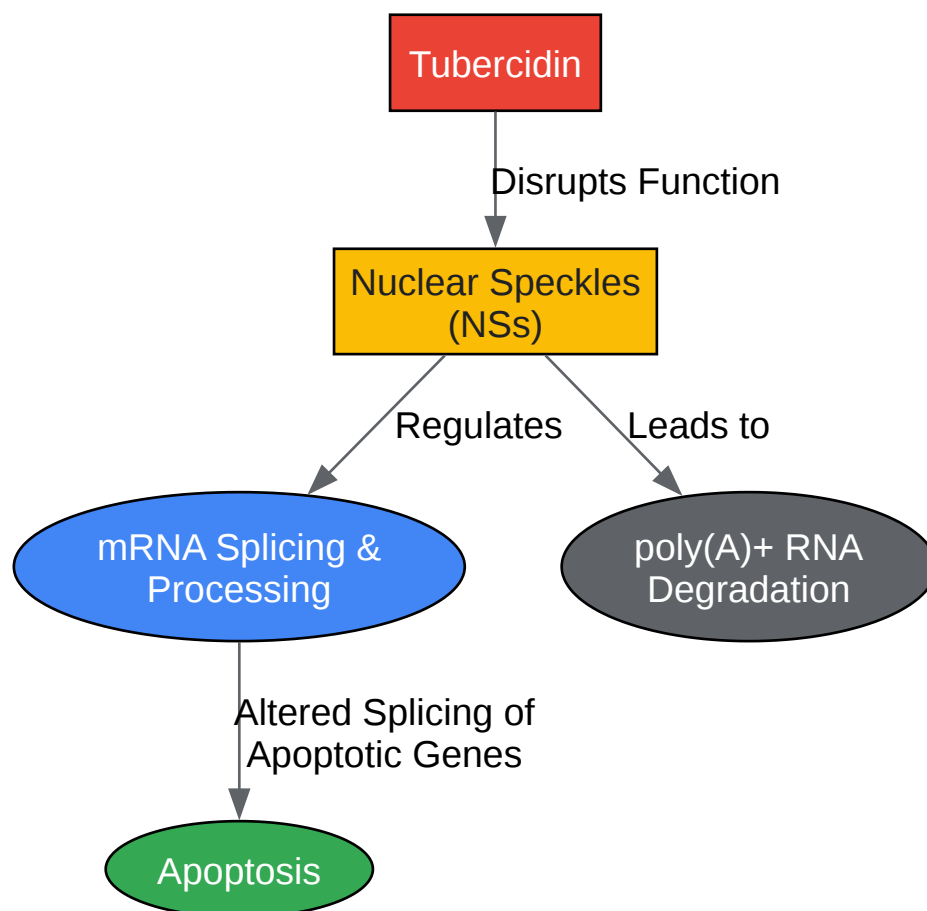 Tubercidin
Disrupts Function
Nuclear Speckles
(NSs)
Regulates
Leads to
mRNA Splicing &
Processing
poly(A)+ RNA
Degradation
Altered Splicing of
Apoptotic Genes
Apoptosis